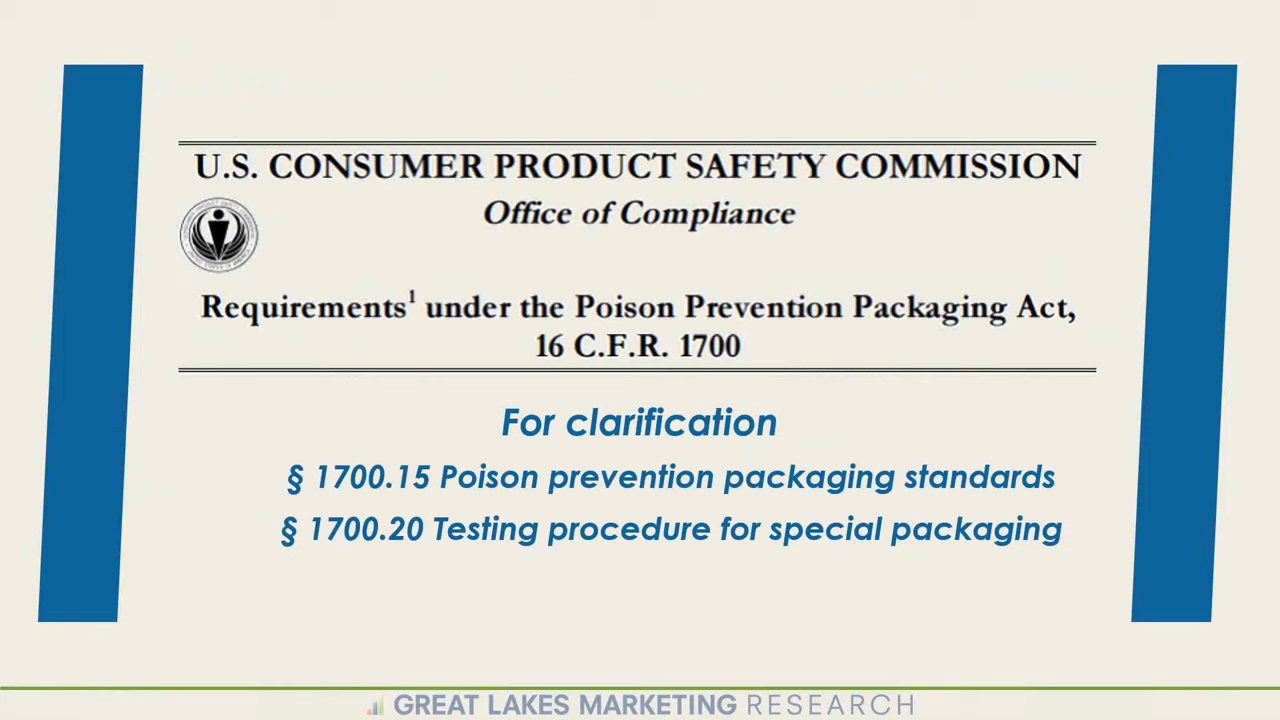 U.S. CONSUMER PRODUCT SAFETY COMMISSION
Office of Compliance
Requirements¹ under the Poison Prevention Packaging Act,
16 C.F.R. 1700
For clarification
§ 1700.15 Poison prevention packaging standards
§ 1700.20 Testing procedure for special packaging
GREAT LAKES MARKETING RESEARCH